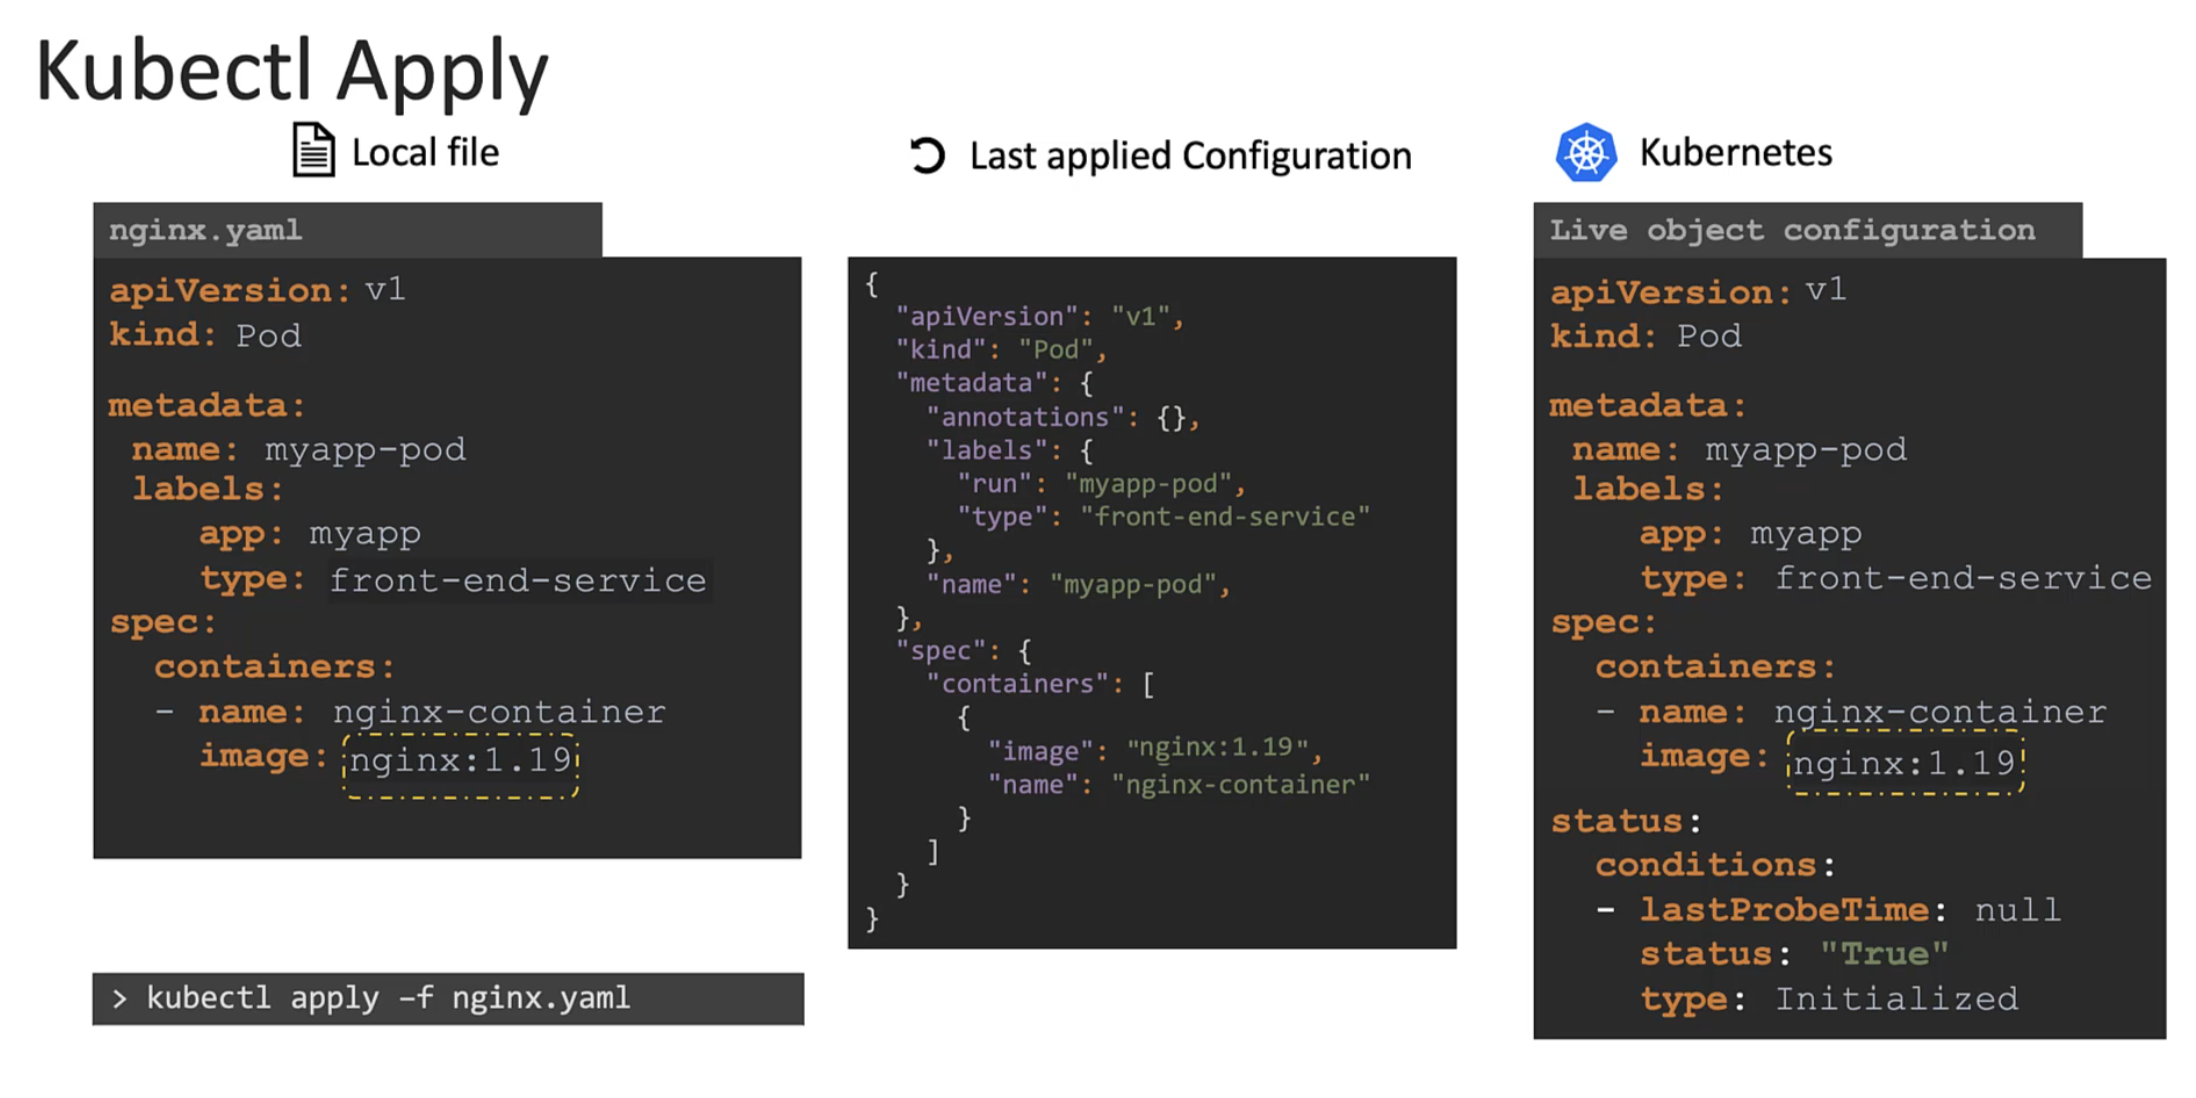 Kubectl Apply
Local file
nginx.yaml
apiVersion: v1
kind: Pod
metadata:
 name: myapp-pod
 labels:
    app: myapp
    type: front-end-service
spec:
  containers:
  - name: nginx-container
    image: nginx:1.19
> kubectl apply –f nginx.yaml
Last applied Configuration
{
  "apiVersion": "v1",
  "kind": "Pod",
  "metadata": {
    "annotations": {},
    "labels": {
      "run": "myapp-pod",
      "type": "front-end-service"
    },
    "name": "myapp-pod",
  },
  "spec": {
    "containers": [
      {
        "image": "nginx:1.19",
        "name": "nginx-container"
      }
    ]
  }
}
Kubernetes
Live object configuration
apiVersion: v1
kind: Pod
metadata:
 name: myapp-pod
 labels:
    app: myapp
    type: front-end-service
spec:
  containers:
  - name: nginx-container
    image: nginx:1.19
status:
  conditions:
  - lastProbeTime: null
    status: "True"
    type: Initialized